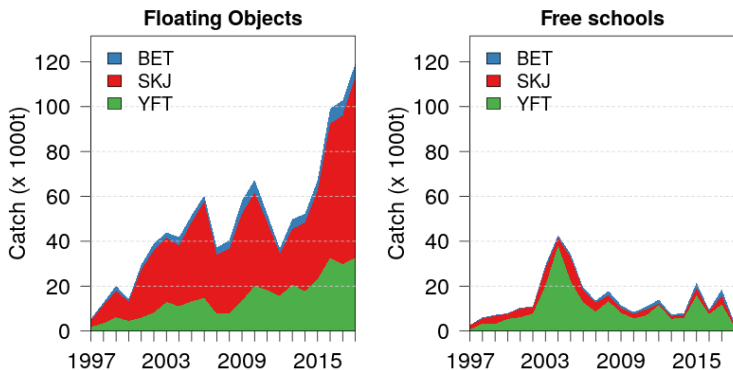 Floating Objects
Catch (x 1000t)
120
100
80
60
40
20
0
BET
SKJ
YFT
1997 2003 2009 2015
Free schools
Catch (x 1000t)
120
100
80
60
40
20
0
BET
SKJ
YFT
1997 2003 2009 2015